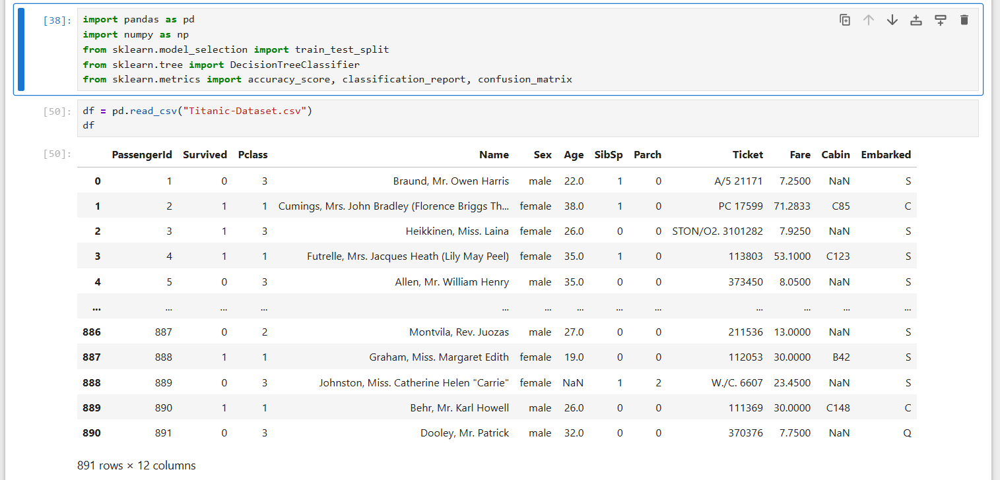 [38]: import pandas as pd
import numpy as np
from sklearn.model_selection import train_test_split
from sklearn.tree import DecisionTreeClassifier
from sklearn.metrics import accuracy_score, classification_report, confusion_matrix
[50]: df = pd.read_csv("Titanic-Dataset.csv")
df
[50]:
PassengerId Survived Pclass Name Sex Age SibSp Parch Ticket Fare Cabin Embarked
0 1 0 3 Braund, Mr. Owen Harris male 22.0 1 0 A/5 21171 7.2500 NaN S
1 2 1 1 Cumings, Mrs. John Bradley (Florence Briggs Th... female 38.0 1 0 PC 17599 71.2833 C85 C
2 3 1 3 Heikkinen, Miss. Laina female 26.0 0 0 STON/O2. 3101282 7.9250 NaN S
3 4 1 1 Futrelle, Mrs. Jacques Heath (Lily May Peel) female 35.0 1 0 113803 53.1000 C123 S
4 5 0 3 Allen, Mr. William Henry male 35.0 0 0 373450 8.0500 NaN S
... ... ... ... ... ... ... ... ... ... ... ... ...
886 887 0 2 Montvila, Rev. Juozas male 27.0 0 0 211536 13.0000 NaN S
887 888 1 1 Graham, Miss. Margaret Edith female 19.0 0 0 112053 30.0000 B42 S
888 889 0 3 Johnston, Miss. Catherine Helen "Carrie" female NaN 1 2 W./C. 6607 23.4500 NaN S
889 890 1 1 Behr, Mr. Karl Howell male 26.0 0 0 111369 30.0000 C148 C
890 891 0 3 Dooley, Mr. Patrick male 32.0 0 0 370376 7.7500 NaN Q
891 rows × 12 columns